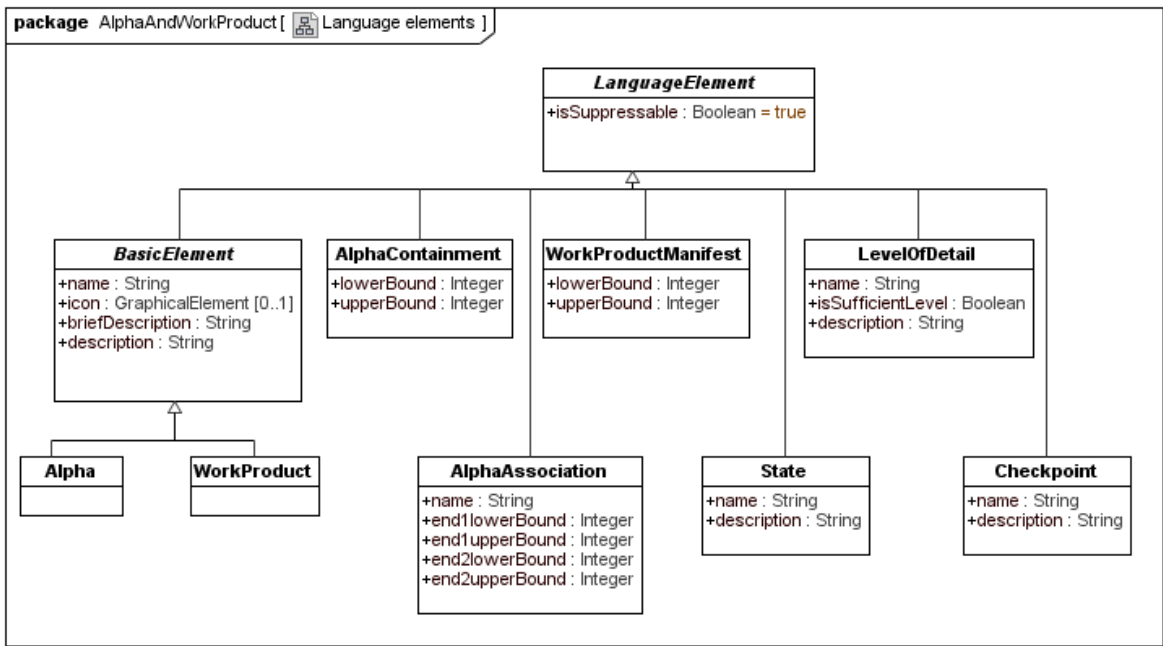 package AlphaAndWorkProduct [ Language elements ]
LanguageElement
+isSuppressable : Boolean = true
BasicElement
+name : String
+icon : GraphicalElement [0..1]
+briefDescription : String
+description : String
AlphaContainment
+lowerBound : Integer
+upperBound : Integer
WorkProductManifest
+lowerBound : Integer
+upperBound : Integer
LevelOfDetail
+name : String
+isSufficientLevel : Boolean
+description : String
Alpha
WorkProduct
AlphaAssociation
+name : String
+end1lowerBound : Integer
+end1upperBound : Integer
+end2lowerBound : Integer
+end2upperBound : Integer
State
+name : String
+description : String
Checkpoint
+name : String
+description : String